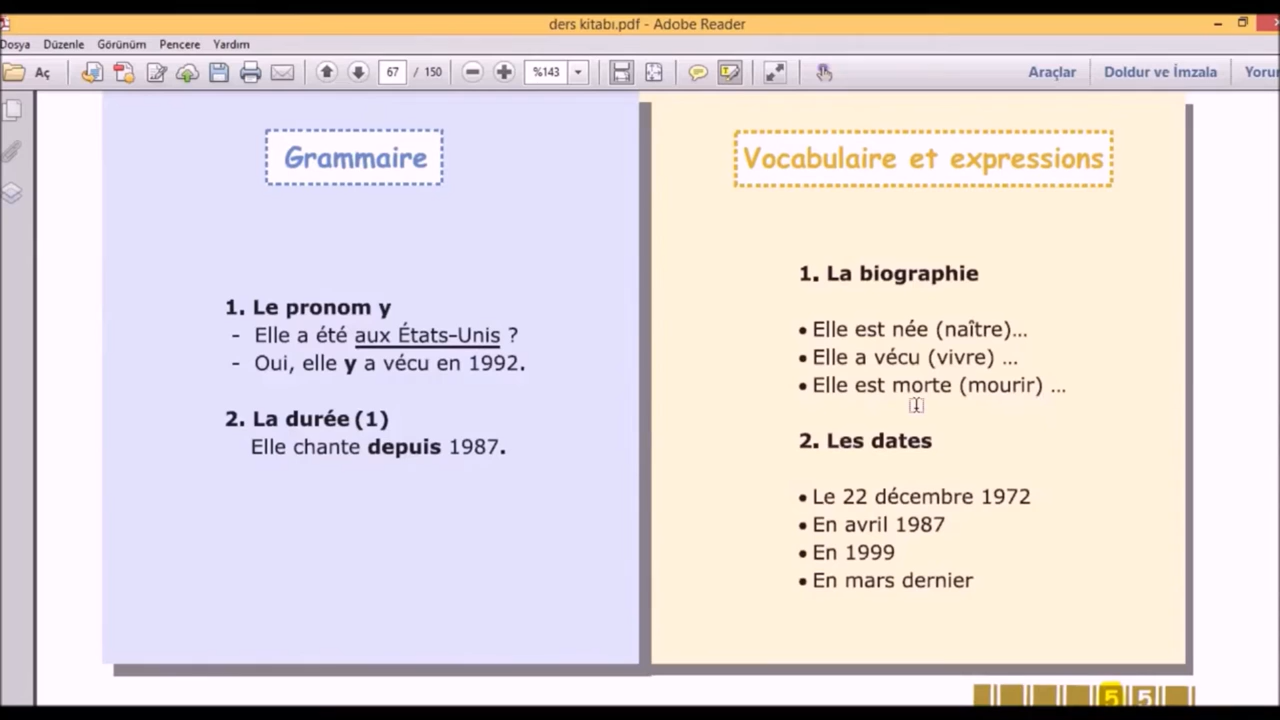 ders kitabı.pdf - Adobe Reader
Dosya Düzenle Görünüm Pencere Yardım
Aç 67 / 150 %143 Araçlar Doldur ve İmzala
Grammaire
1. Le pronom y
- Elle a été aux États-Unis ?
- Oui, elle y a vécu en 1992.
2. La durée (1)
Elle chante depuis 1987.
Vocabulaire et expressions
1. La biographie
• Elle est née (naître)...
• Elle a vécu (vivre) ...
• Elle est morte (mourir) ...
2. Les dates
• Le 22 décembre 1972
• En avril 1987
• En 1999
• En mars dernier
5 5